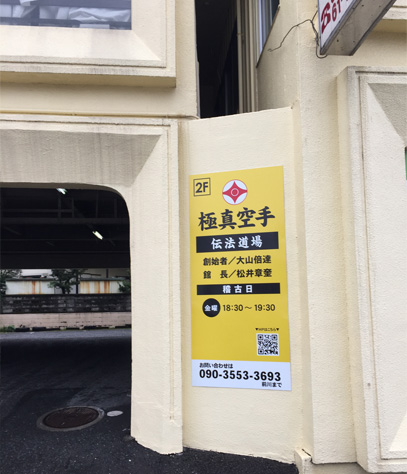 2F
極真空手
伝法道場
創始者／大山倍達
館 長／松井章奎
稽古日
金曜 18:30～19:30
お問い合わせは
090-3553-3693
前川まで